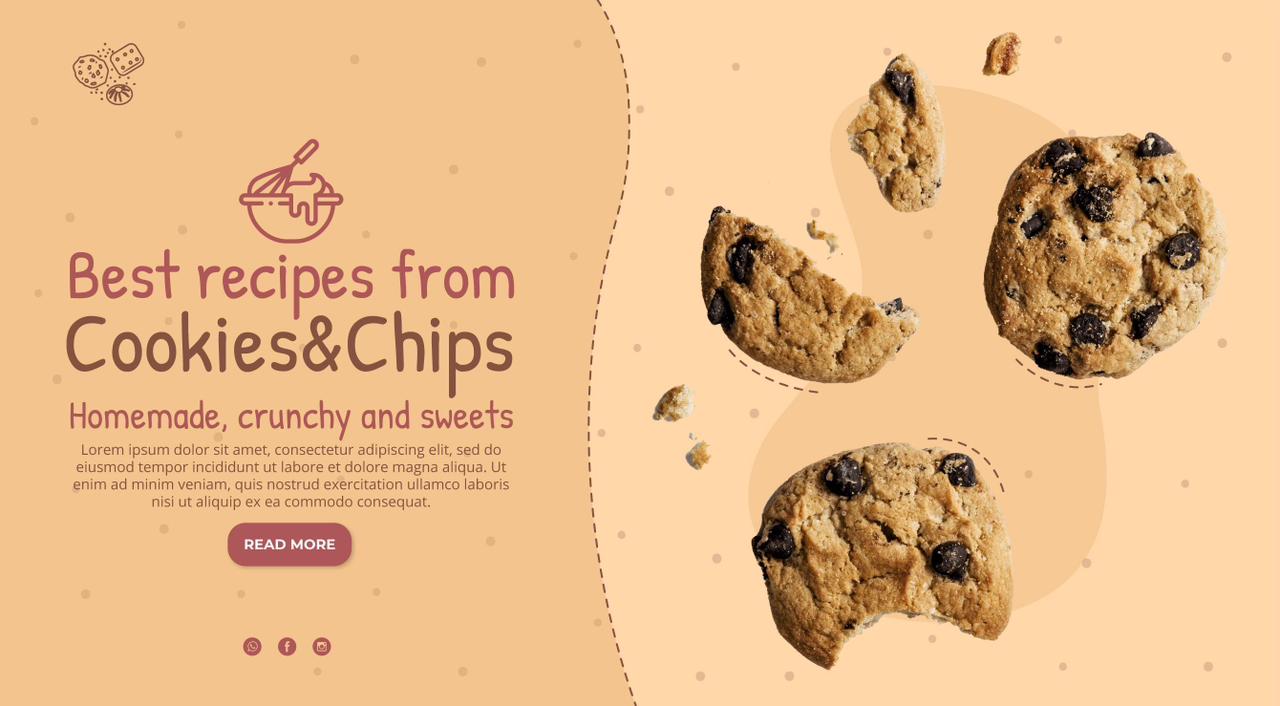 Best recipes from
Cookies&Chips
Homemade, crunchy and sweets
Lorem ipsum dolor sit amet, consectetur adipiscing elit, sed do
eiusmod tempor incididunt ut labore et dolore magna aliqua. Ut
enim ad minim veniam, quis nostrud exercitation ullamco laboris
nisi ut aliquip ex ea commodo consequat.
READ MORE